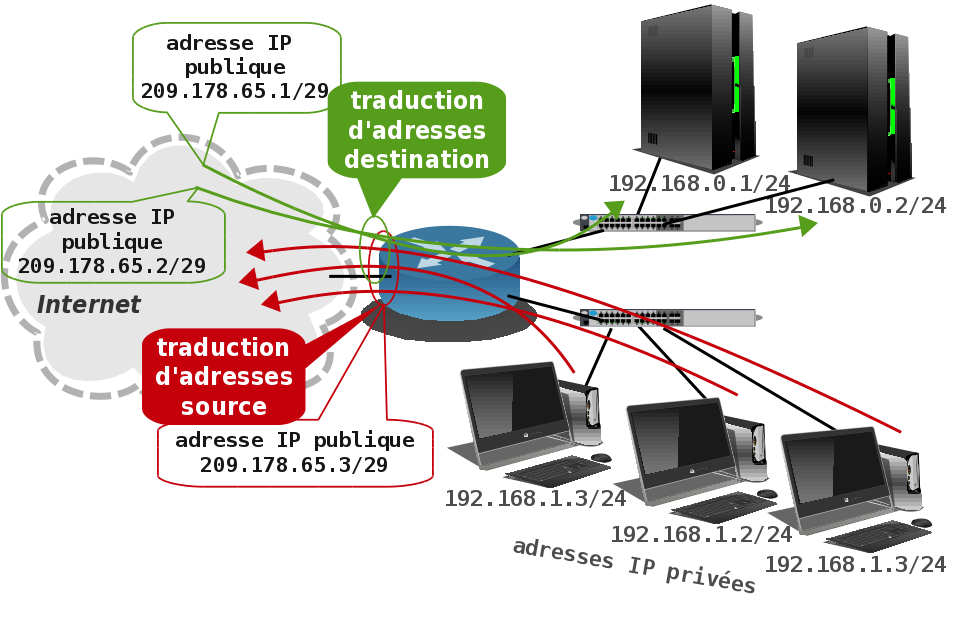 adresse IP
publique
209.178.65.1/29
traduction
d'adresses
destination
192.168.0.1/24
192.168.0.2/24
adresse IP
publique
209.178.65.2/29
Internet
traduction
d'adresses
source
adresse IP publique
209.178.65.3/29
192.168.1.3/24
192.168.1.2/24
192.168.1.3/24
adresses IP privées